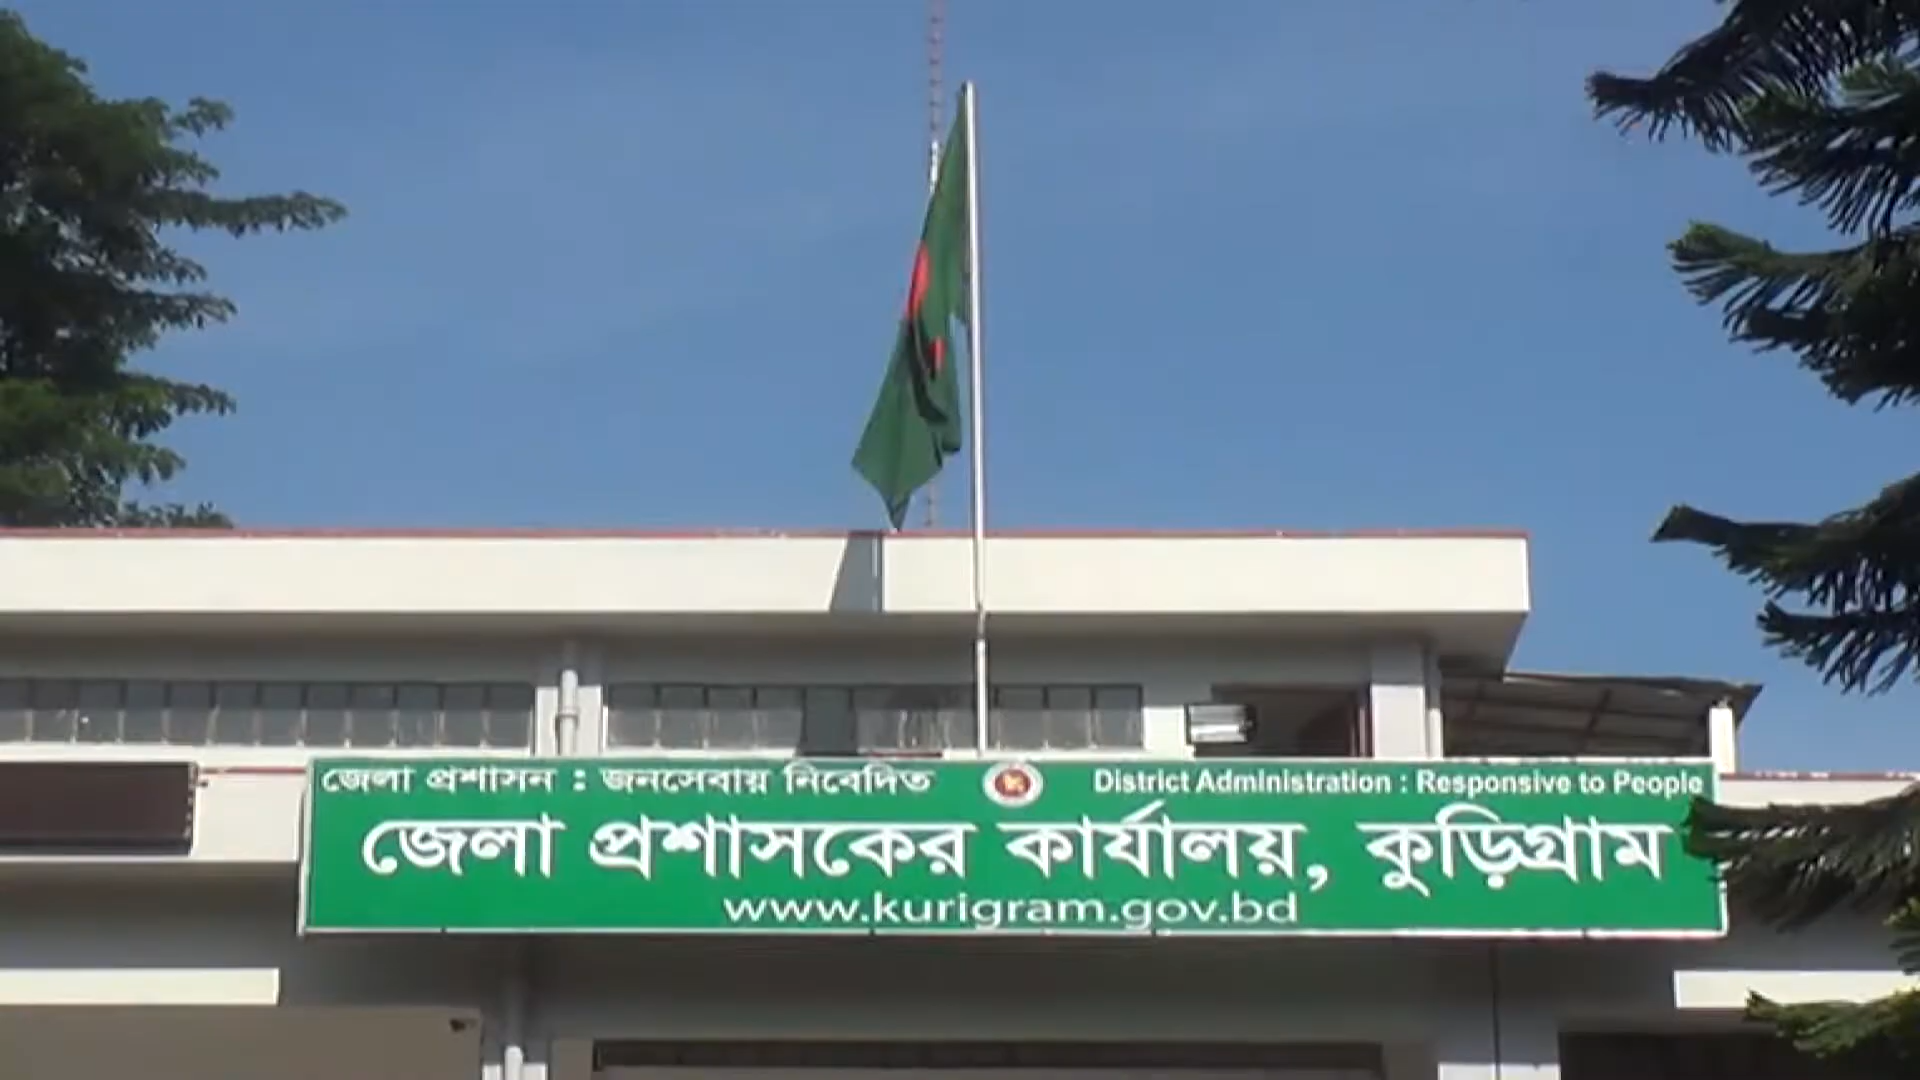 জেলা প্রশাসন : জনসেবায় নিবেদিত
District Administration : Responsive to People
জেলা প্রশাসকের কার্যালয়, কুড়িগ্রাম
www.kurigram.gov.bd